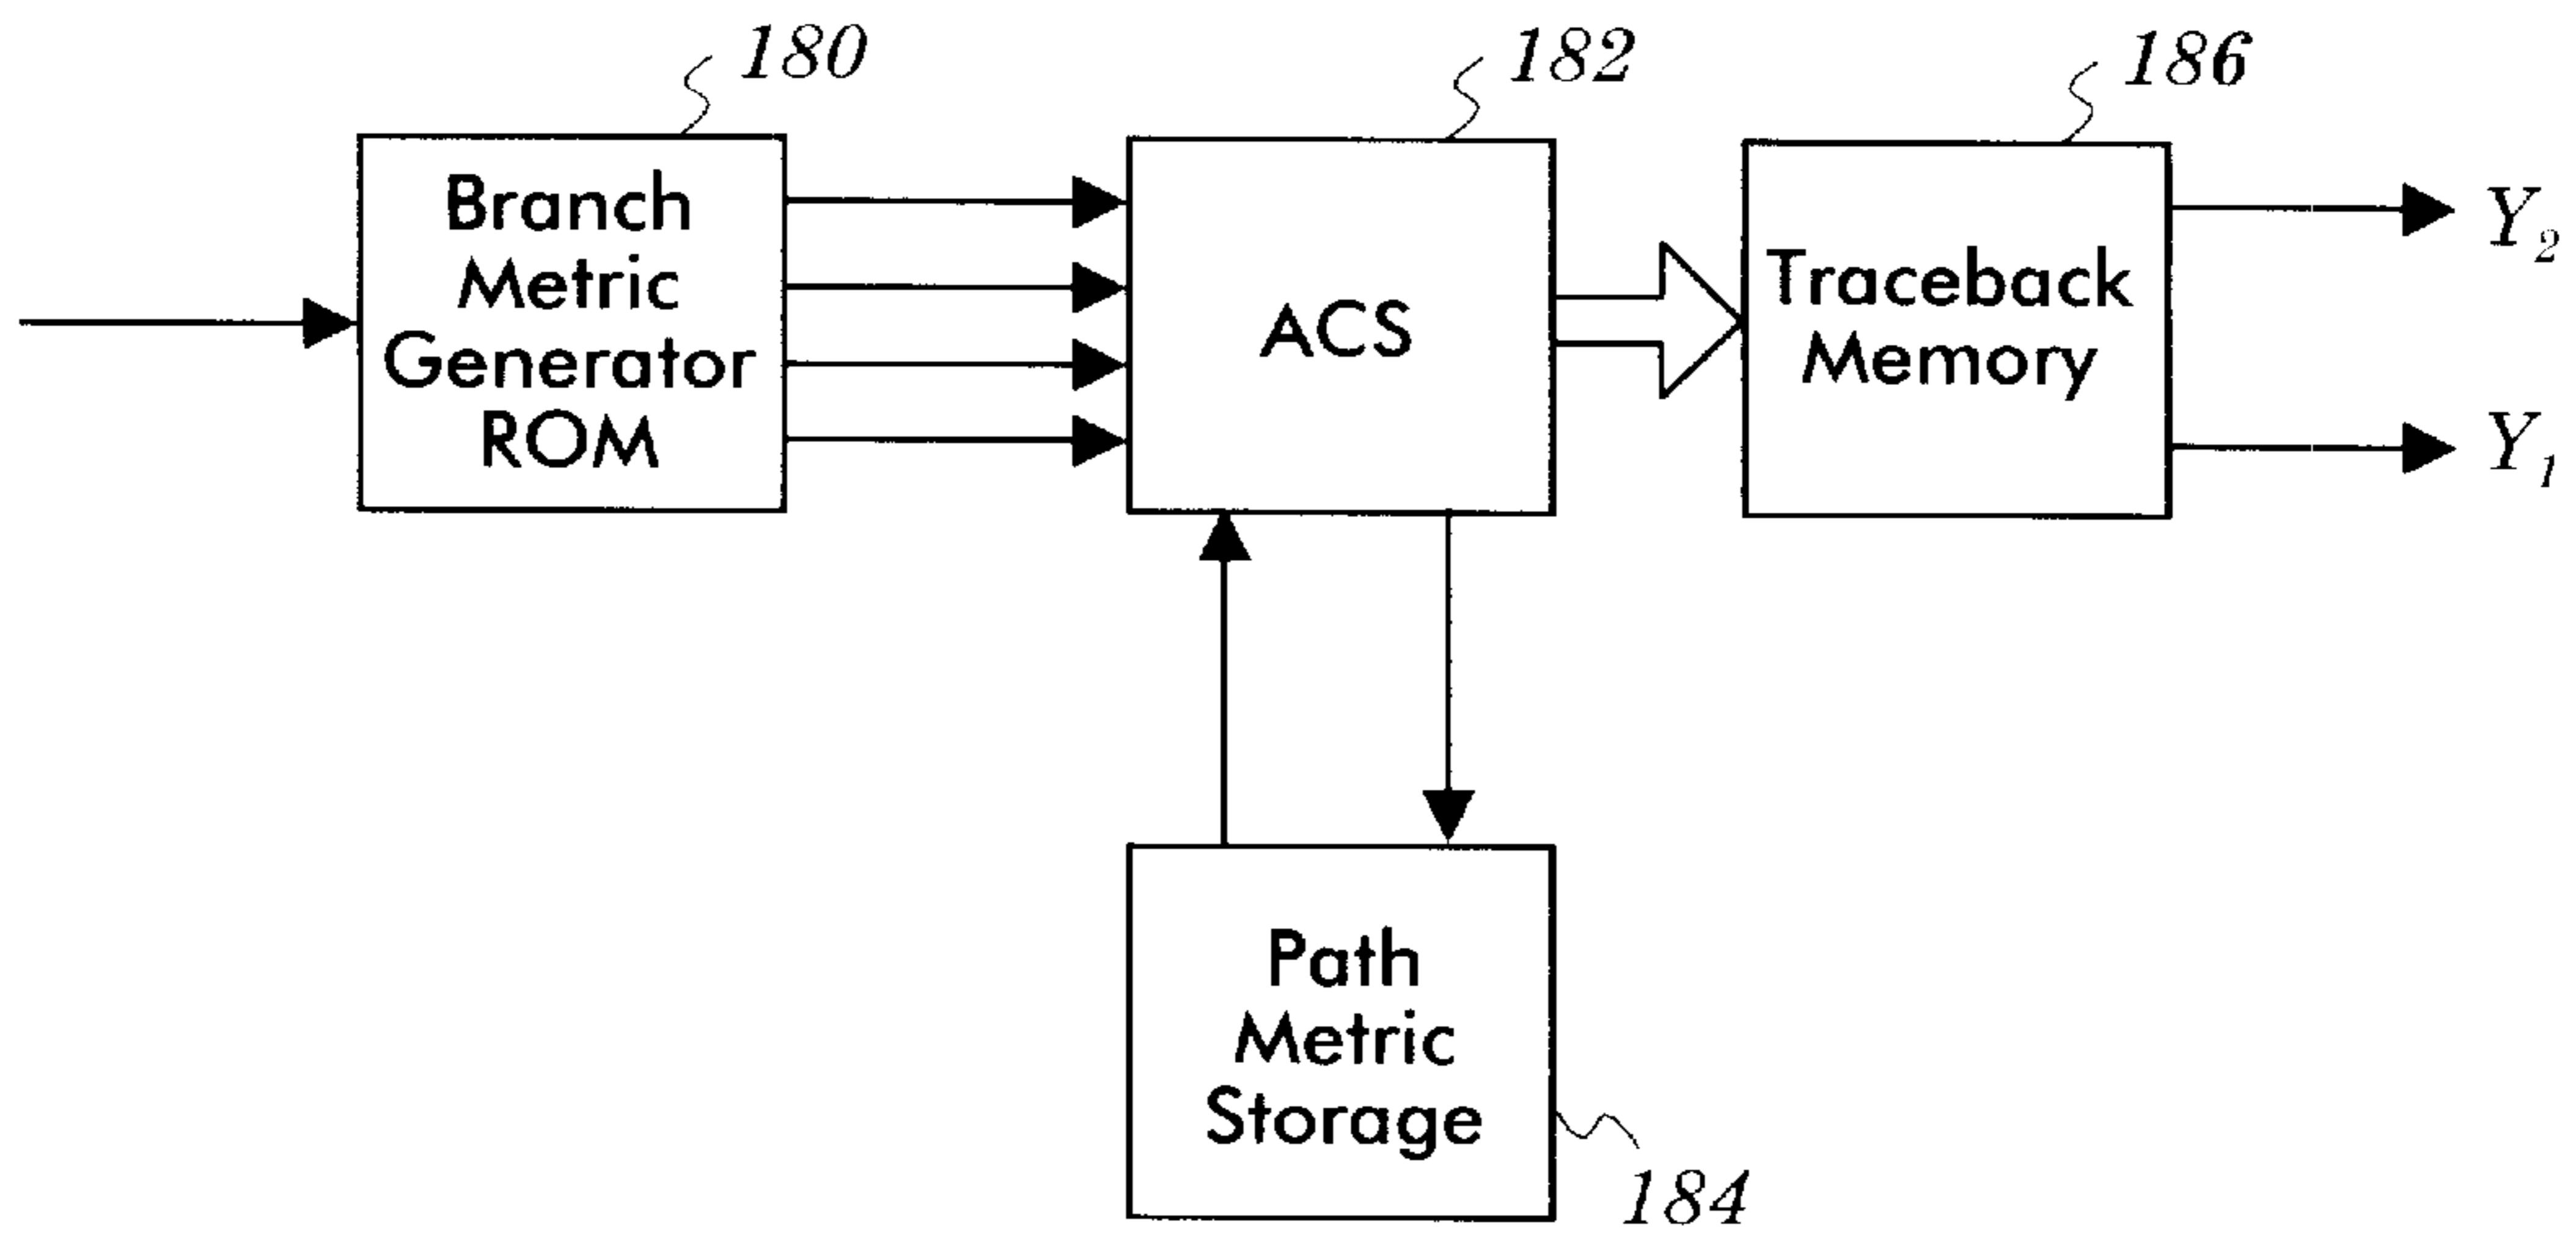 180
182
186
Branch
Metric
Generator
ROM
ACS
Traceback
Memory
Y2
Y1
Path
Metric
Storage
184